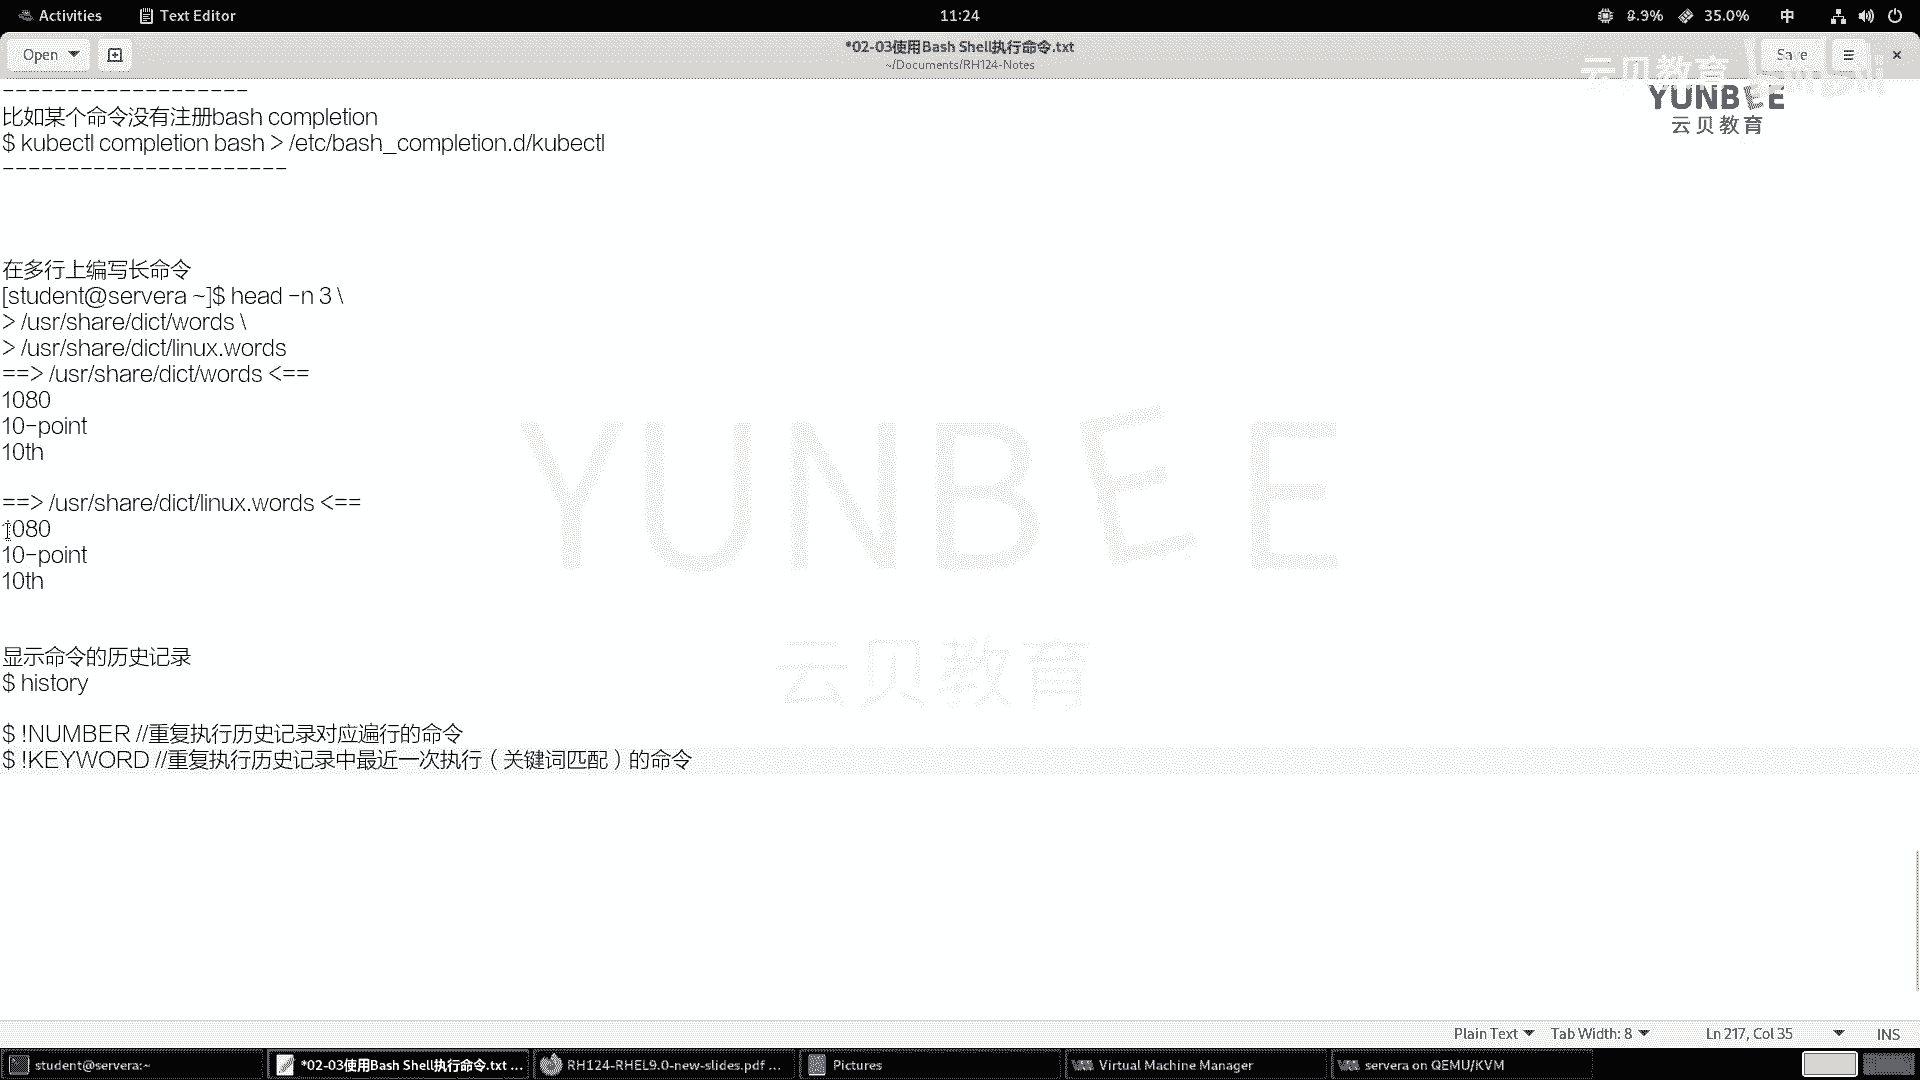 Activities Text Editor 11:24 8.9% 35.0% 中
Open *02-03使用Bash Shell执行命令.txt Save
~/Documents/RH124-Notes
云贝教育
YUNBEE
云贝教育
-------------------
比如某个命令没有注册bash completion
$ kubectl completion bash > /etc/bash_completion.d/kubectl
----------------------
在多行上编写长命令
[student@servera ~]$ head -n 3 \
> /usr/share/dict/words \
> /usr/share/dict/linux.words
==> /usr/share/dict/words <==
1080
10-point
10th
==> /usr/share/dict/linux.words <==
1080
10-point
10th
YUNBEE
云贝教育
显示命令的历史记录
$ history
$ !NUMBER //重复执行历史记录对应遍行的命令
$ !KEYWORD //重复执行历史记录中最近一次执行（关键词匹配）的命令
Plain Text Tab Width: 8 Ln 217, Col 35 INS
student@servera:~ *02-03使用Bash Shell执行命令.txt ... RH124-RHEL9.0-new-slides.pdf ... Pictures Virtual Machine Manager servera on QEMU/KVM